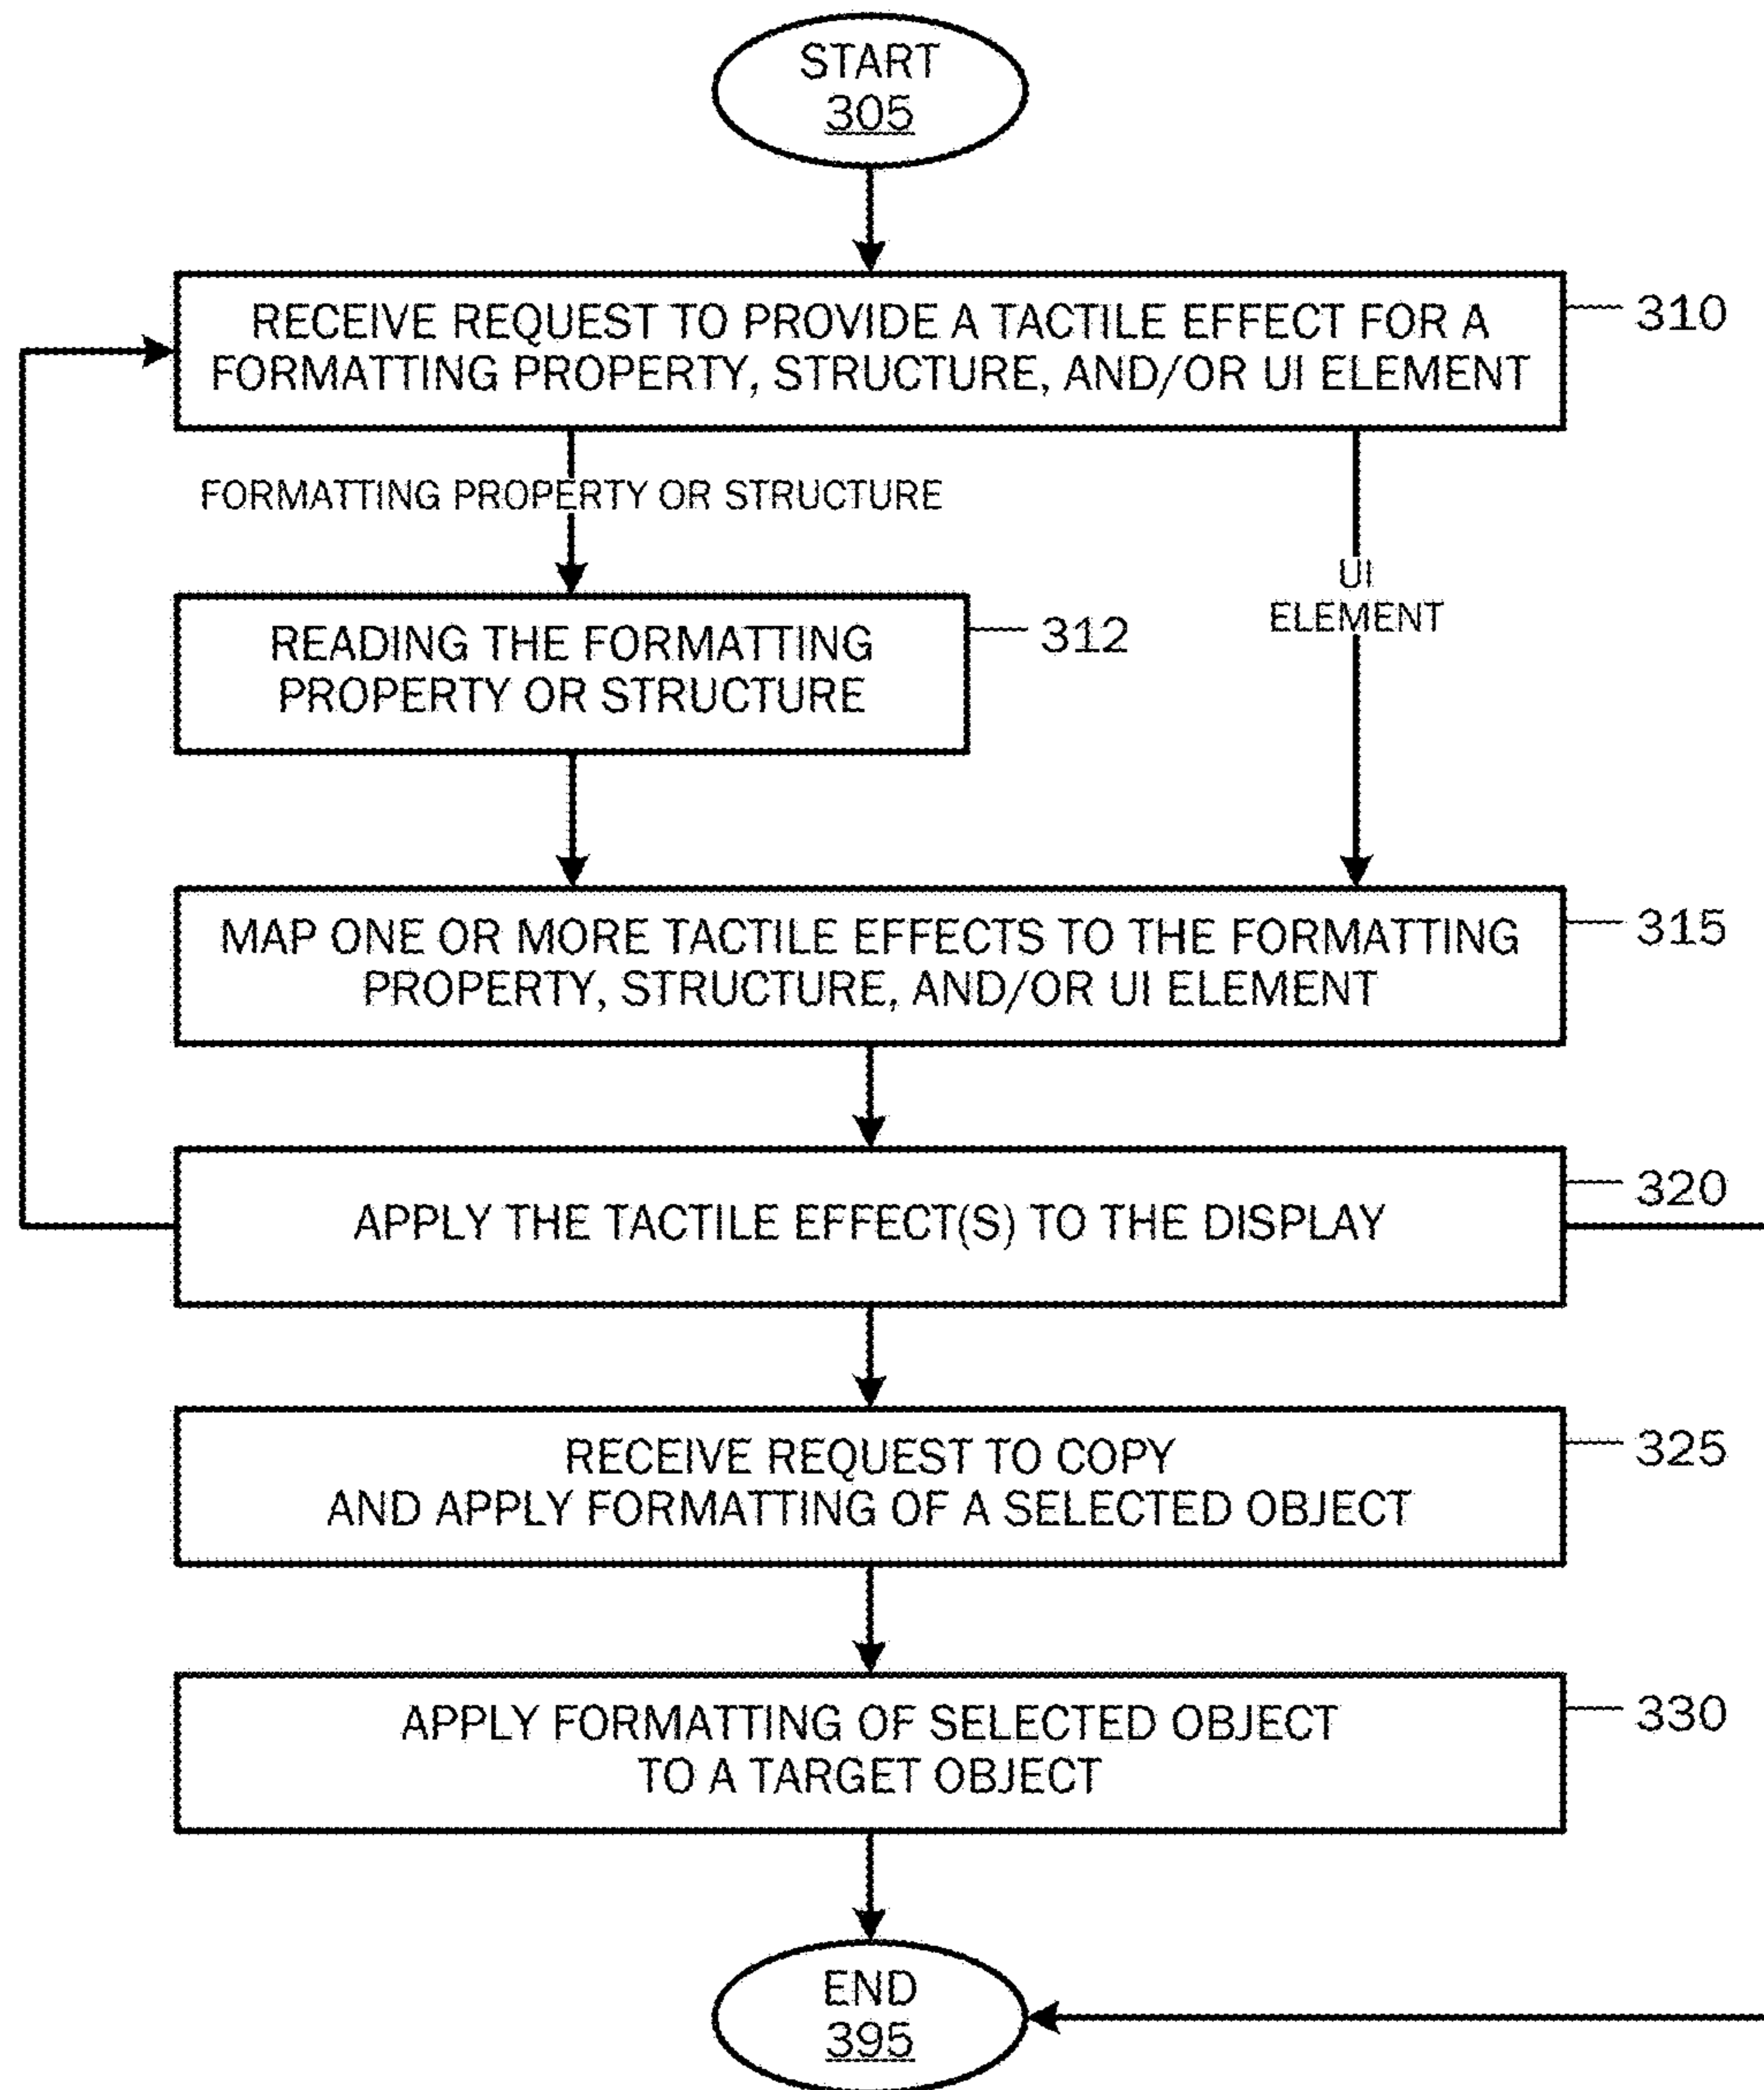 START
305
RECEIVE REQUEST TO PROVIDE A TACTILE EFFECT FOR A
FORMATTING PROPERTY, STRUCTURE, AND/OR UI ELEMENT
310
FORMATTING PROPERTY OR STRUCTURE
UI
ELEMENT
READING THE FORMATTING
PROPERTY OR STRUCTURE
312
MAP ONE OR MORE TACTILE EFFECTS TO THE FORMATTING
PROPERTY, STRUCTURE, AND/OR UI ELEMENT
315
APPLY THE TACTILE EFFECT(S) TO THE DISPLAY
320
RECEIVE REQUEST TO COPY
AND APPLY FORMATTING OF A SELECTED OBJECT
325
APPLY FORMATTING OF SELECTED OBJECT
TO A TARGET OBJECT
330
END
395